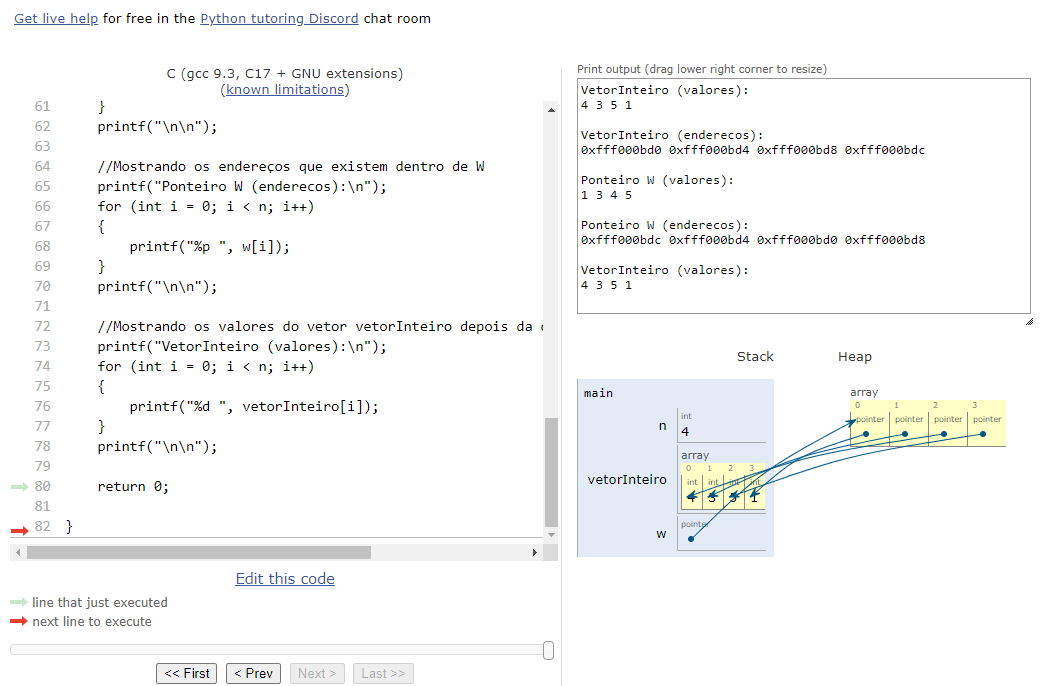 Get live help for free in the Python tutoring Discord chat room
C (gcc 9.3, C17 + GNU extensions)
(known limitations)
61 }
62 printf("\n\n");
63
64 //Mostrando os endereços que existem dentro de W
65 printf("Ponteiro W (enderecos):\n");
66 for (int i = 0; i < n; i++)
67 {
68 printf("%p ", w[i]);
69 }
70 printf("\n\n");
71
72 //Mostrando os valores do vetor vetorInteiro depois da
73 printf("VetorInteiro (valores):\n");
74 for (int i = 0; i < n; i++)
75 {
76 printf("%d ", vetorInteiro[i]);
77 }
78 printf("\n\n");
79
80 return 0;
81
82 }
Edit this code
line that just executed
next line to execute
<< First < Prev Next > Last >>
Print output (drag lower right corner to resize)
VetorInteiro (valores):
4 3 5 1
VetorInteiro (enderecos):
0xfff000bd0 0xfff000bd4 0xfff000bd8 0xfff000bdc
Ponteiro W (valores):
1 3 4 5
Ponteiro W (enderecos):
0xfff000bdc 0xfff000bd4 0xfff000bd0 0xfff000bd8
VetorInteiro (valores):
4 3 5 1
Stack Heap
main
n
int
4
vetorInteiro
array
0 1 2 3
int int int int
4 3 5 1
w
pointer
array
0 1 2 3
pointer pointer pointer pointer